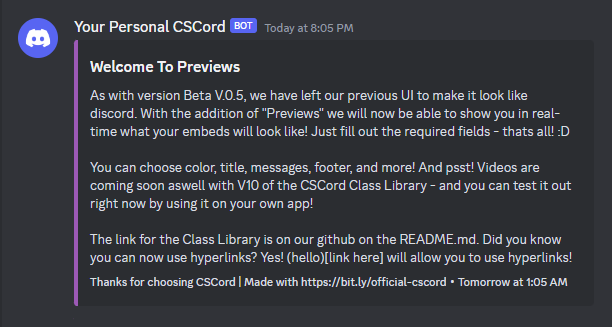 Your Personal CSCord BOT Today at 8:05 PM
Welcome To Previews
As with version Beta V.0.5, we have left our previous UI to make it look like
discord. With the addition of "Previews" we will now be able to show you in real-
time what your embeds will look like! Just fill out the required fields - thats all! :D
You can choose color, title, messages, footer, and more! And psst! Videos are
coming soon aswell with V10 of the CSCord Class Library - and you can test it out
right now by using it on your own app!
The link for the Class Library is on our github on the README.md. Did you know
you can now use hyperlinks? Yes! (hello)[link here] will allow you to use hyperlinks!
Thanks for choosing CSCord | Made with https://bit.ly/official-cscord • Tomorrow at 1:05 AM